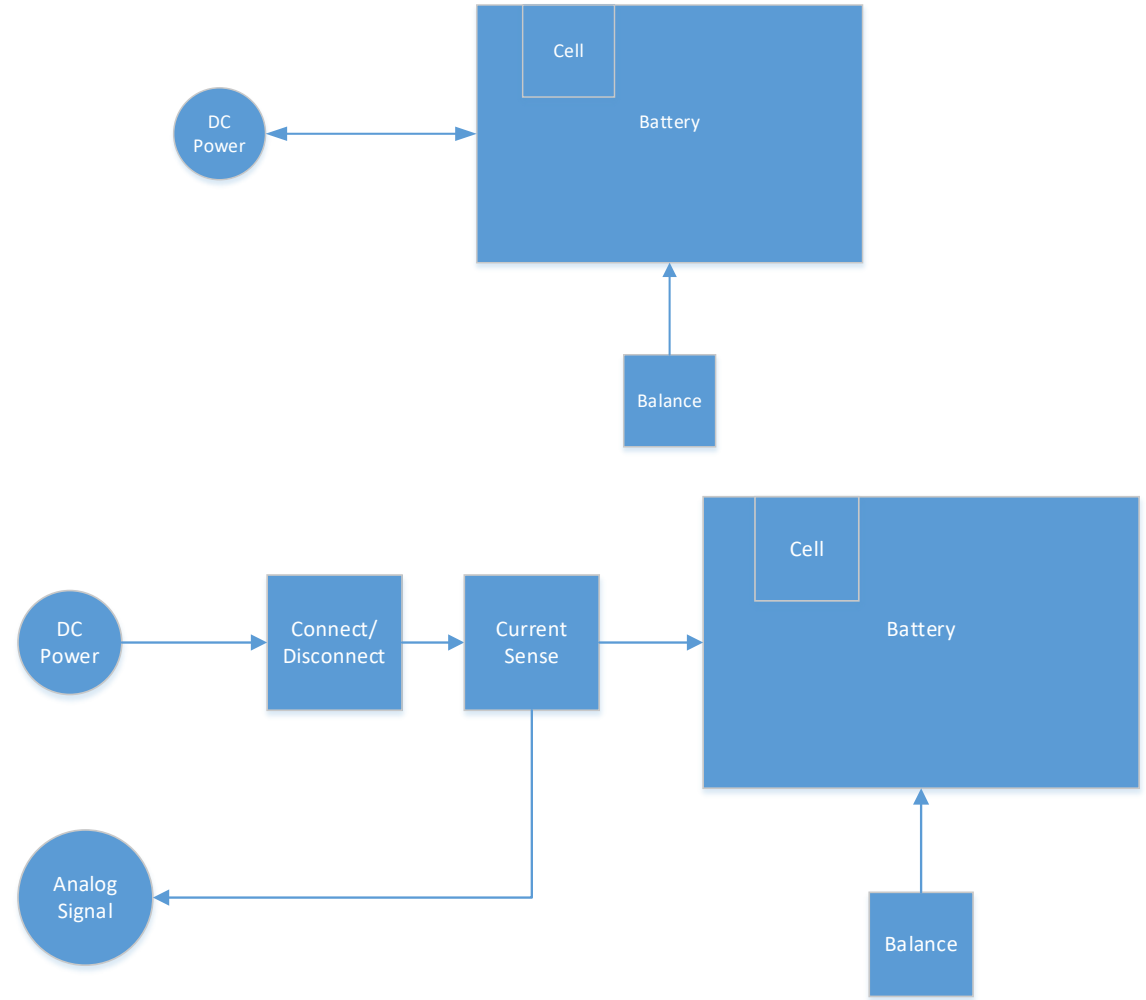 Cell
DC
Power
Battery
Balance
Cell
DC
Power
Connect/
Disconnect
Current
Sense
Battery
Analog
Signal
Balance